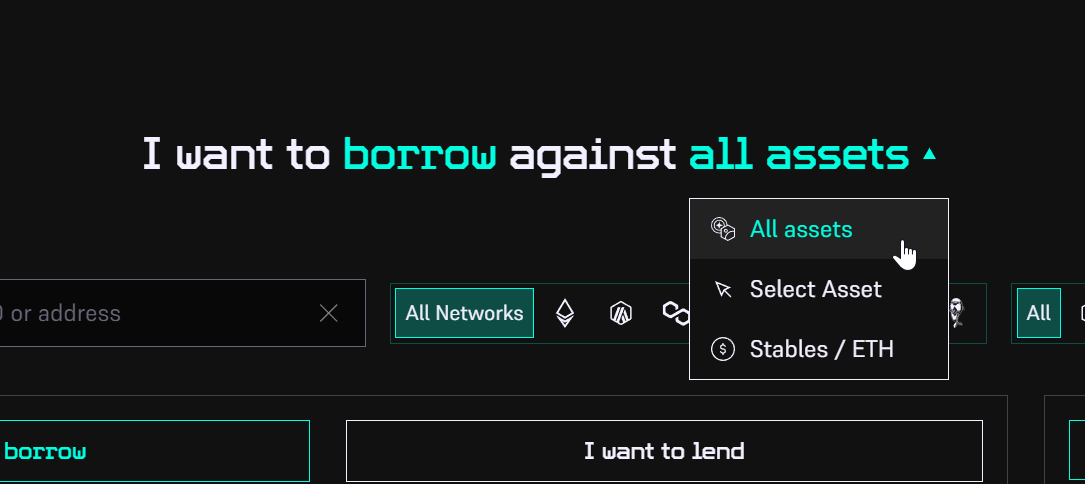 I want to borrow against all assets
All assets
or address
All Networks
All
Select Asset
Stables / ETH
borrow
I want to lend